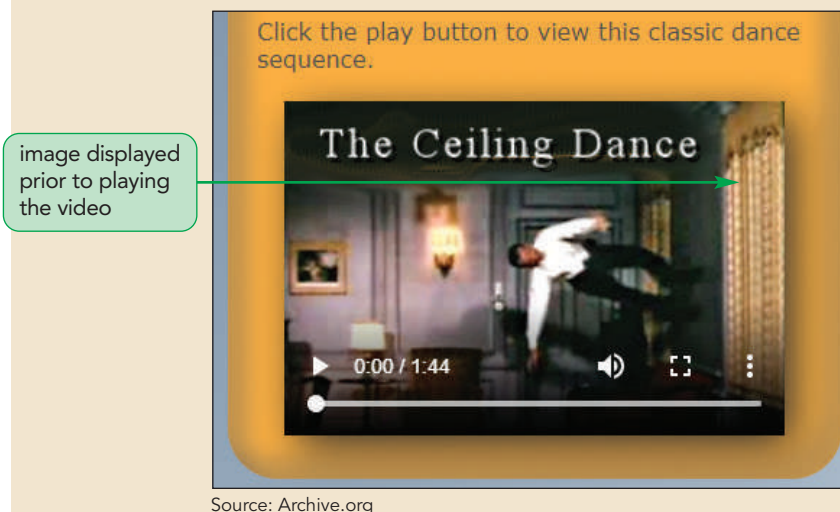 Click the play button to view this classic dance
sequence.
The Ceiling Dance
image displayed
prior to playing
the video
0:00 / 1:44
Source: Archive.org